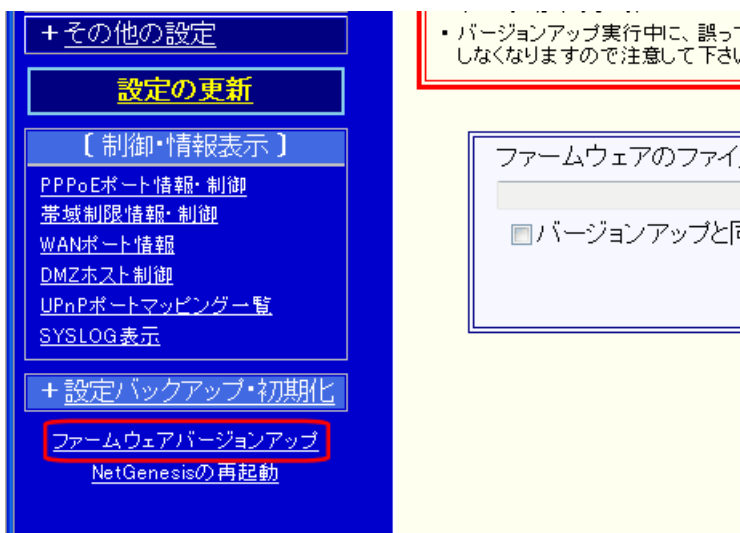 +その他の設定
設定の更新
〔制御・情報表示〕
PPPoEポート情報・制御
帯域制限情報・制御
WANポート情報
DMZホスト制御
UPnPポートマッピング一覧
SYSLOG表示
+設定バックアップ・初期化
ファームウェアバージョンアップ
NetGenesisの再起動
・バージョンアップ実行中に、誤っ
しなくなりますので注意して下さ
ファームウェアのファイ
バージョンアップと